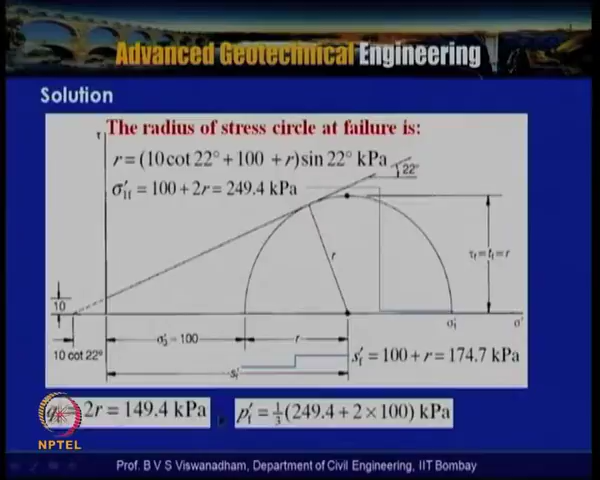 Advanced Geotechnical Engineering
Solution
The radius of stress circle at failure is:
τ
r = (10cot 22° + 100 + r)sin 22° kPa
22°
σ′₁f = 100 + 2r = 249.4 kPa
r
τf = tf = r
10
σ′₃ = 100
r
σ′₁
σ′
10 cot 22°
s′f
s′f = 100 + r = 174.7 kPa
= 2r = 149.4 kPa
p′f = ⅓(249.4 + 2 × 100) kPa
NPTEL
Prof. B V S Viswanadham, Department of Civil Engineering, IIT Bombay